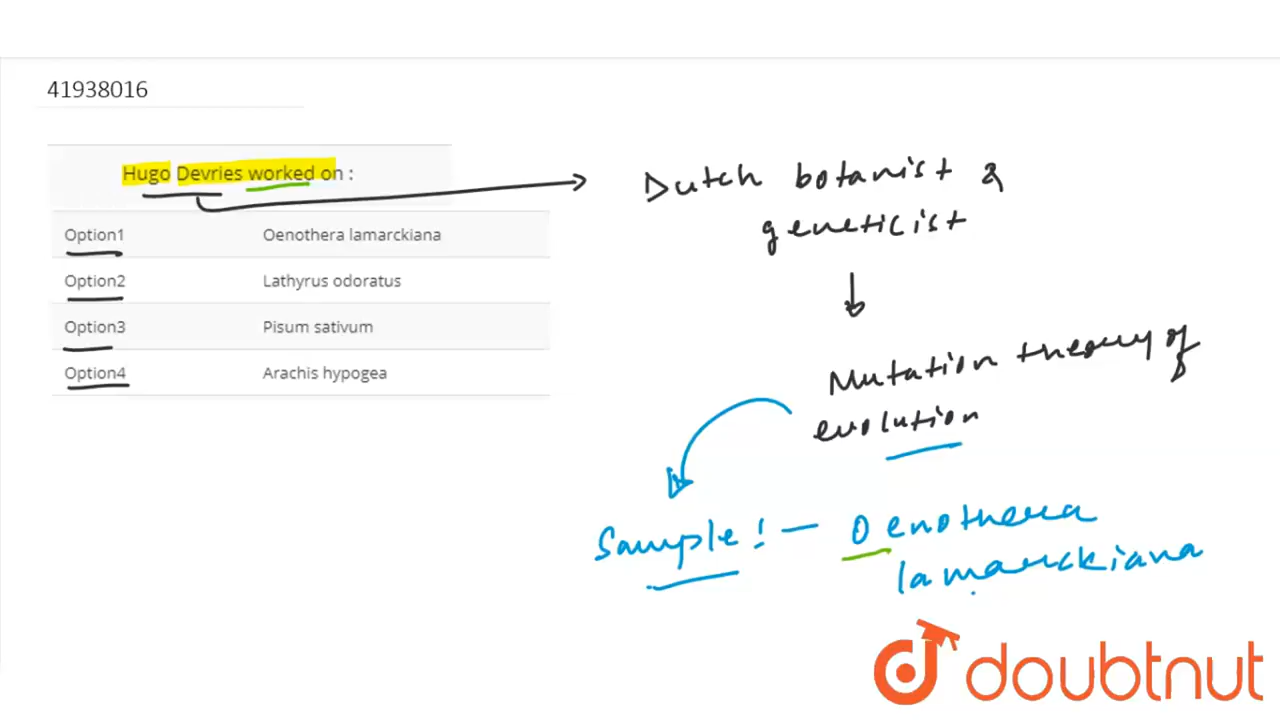 41938016
Hugo Devries worked on :
Option1 Oenothera lamarckiana
Option2 Lathyrus odoratus
Option3 Pisum sativum
Option4 Arachis hypogea
Dutch botanist &
geneticist
Mutation theory of
evolution
Sample! - Oenothera
lamarckiana
doubtnut